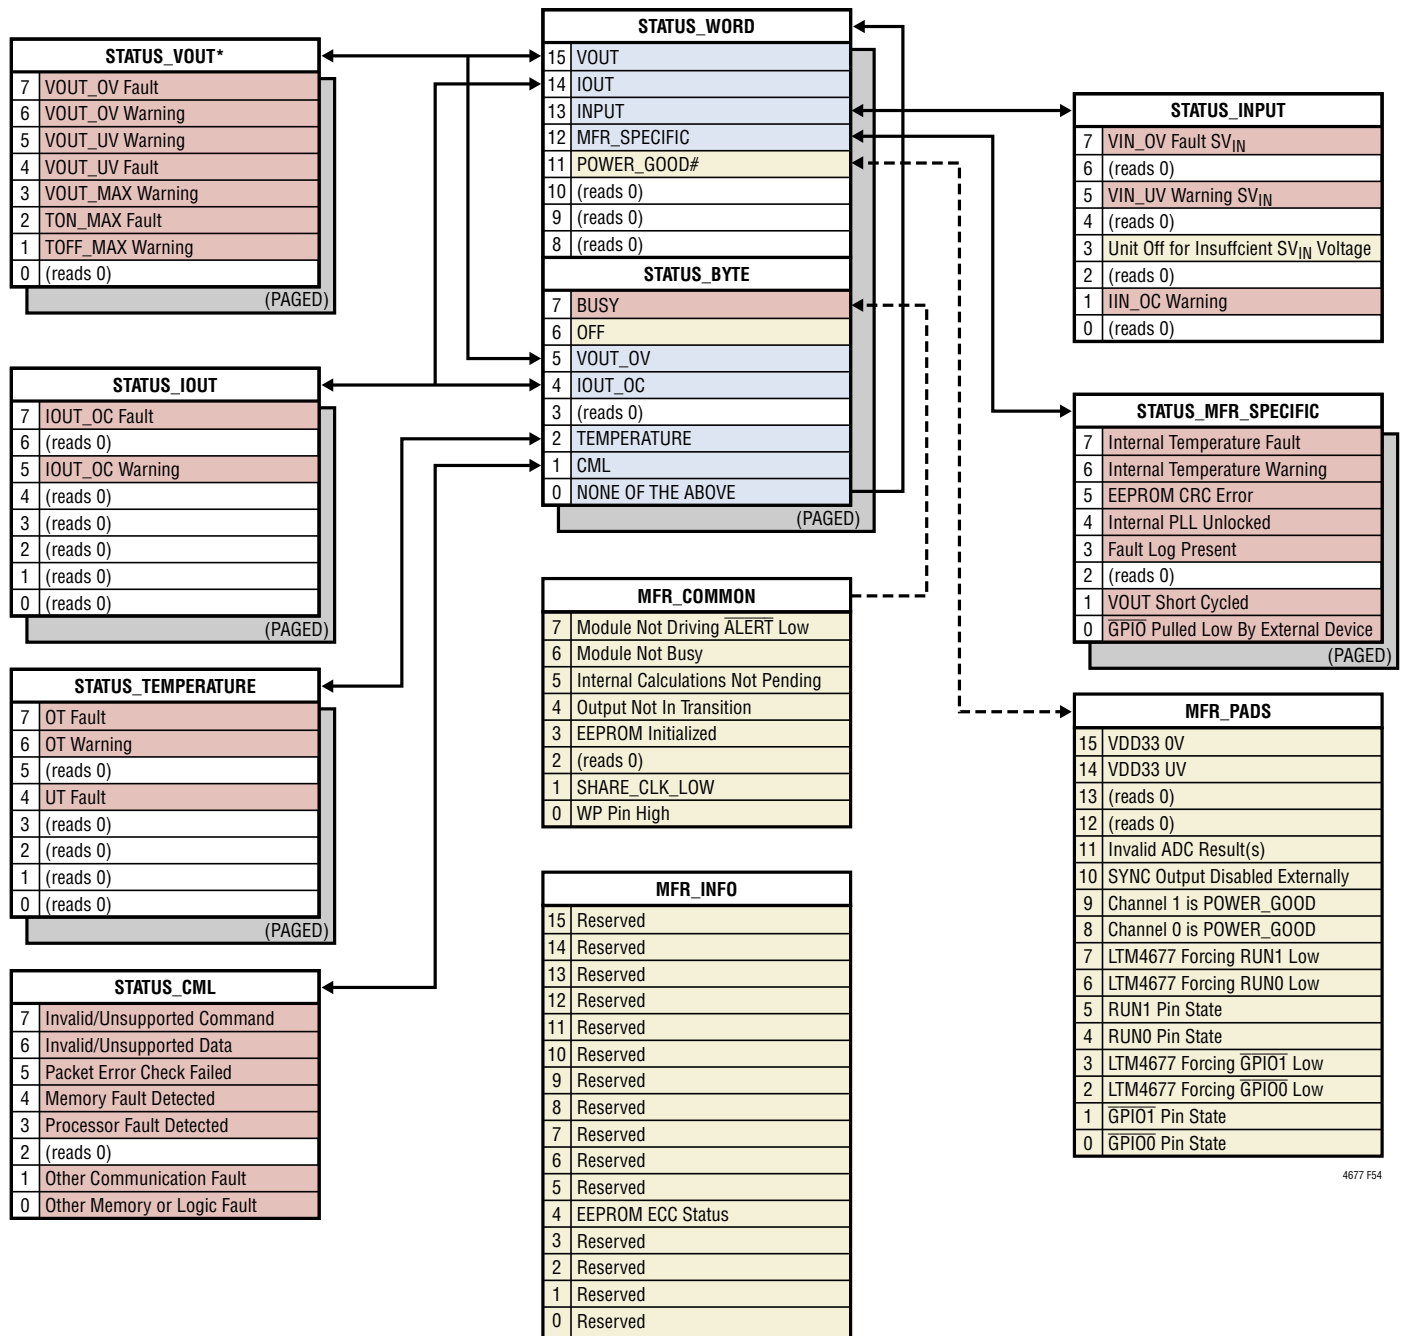 STATUS_VOUT*
7 VOUT_OV Fault
6 VOUT_OV Warning
5 VOUT_UV Warning
4 VOUT_UV Fault
3 VOUT_MAX Warning
2 TON_MAX Fault
1 TOFF_MAX Warning
0 (reads 0)
(PAGED)
STATUS_IOUT
7 IOUT_OC Fault
6 (reads 0)
5 IOUT_OC Warning
4 (reads 0)
3 (reads 0)
2 (reads 0)
1 (reads 0)
0 (reads 0)
(PAGED)
STATUS_TEMPERATURE
7 OT Fault
6 OT Warning
5 (reads 0)
4 UT Fault
3 (reads 0)
2 (reads 0)
1 (reads 0)
0 (reads 0)
(PAGED)
STATUS_CML
7 Invalid/Unsupported Command
6 Invalid/Unsupported Data
5 Packet Error Check Failed
4 Memory Fault Detected
3 Processor Fault Detected
2 (reads 0)
1 Other Communication Fault
0 Other Memory or Logic Fault
STATUS_WORD
15 VOUT
14 IOUT
13 INPUT
12 MFR_SPECIFIC
11 POWER_GOOD#
10 (reads 0)
9 (reads 0)
8 (reads 0)
STATUS_BYTE
7 BUSY
6 OFF
5 VOUT_OV
4 IOUT_OC
3 (reads 0)
2 TEMPERATURE
1 CML
0 NONE OF THE ABOVE
(PAGED)
MFR_COMMON
7 Module Not Driving ALERT Low
6 Module Not Busy
5 Internal Calculations Not Pending
4 Output Not In Transition
3 EEPROM Initialized
2 (reads 0)
1 SHARE_CLK_LOW
0 WP Pin High
MFR_INFO
15 Reserved
14 Reserved
13 Reserved
12 Reserved
11 Reserved
10 Reserved
9 Reserved
8 Reserved
7 Reserved
6 Reserved
5 Reserved
4 EEPROM ECC Status
3 Reserved
2 Reserved
1 Reserved
0 Reserved
STATUS_INPUT
7 VIN_OV Fault SVIN
6 (reads 0)
5 VIN_UV Warning SVIN
4 (reads 0)
3 Unit Off for Insuffcient SVIN Voltage
2 (reads 0)
1 IIN_OC Warning
0 (reads 0)
STATUS_MFR_SPECIFIC
7 Internal Temperature Fault
6 Internal Temperature Warning
5 EEPROM CRC Error
4 Internal PLL Unlocked
3 Fault Log Present
2 (reads 0)
1 VOUT Short Cycled
0 GPIO Pulled Low By External Device
(PAGED)
MFR_PADS
15 VDD33 OV
14 VDD33 UV
13 (reads 0)
12 (reads 0)
11 Invalid ADC Result(s)
10 SYNC Output Disabled Externally
9 Channel 1 is POWER_GOOD
8 Channel 0 is POWER_GOOD
7 LTM4677 Forcing RUN1 Low
6 LTM4677 Forcing RUN0 Low
5 RUN1 Pin State
4 RUN0 Pin State
3 LTM4677 Forcing GPIO1 Low
2 LTM4677 Forcing GPIO0 Low
1 GPIO1 Pin State
0 GPIO0 Pin State
4677 F54